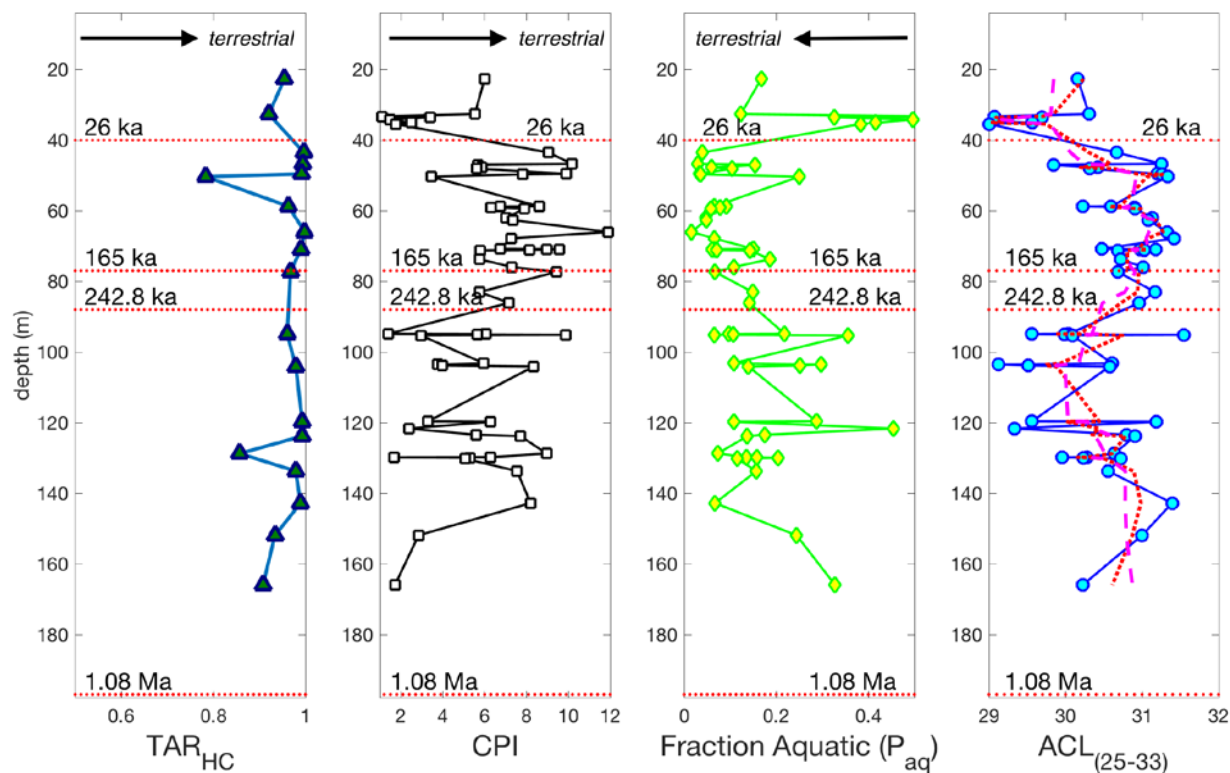 terrestrial
terrestrial
terrestrial
depth (m)
20
40
60
80
100
120
140
160
180
26 ka
165 ka
242.8 ka
1.08 Ma
0.6 0.8 1
TAR_HC
20
40
60
80
100
120
140
160
180
26 ka
165 ka
242.8 ka
1.08 Ma
2 4 6 8 10 12
CPI
20
40
60
80
100
120
140
160
180
26 ka
165 ka
242.8 ka
1.08 Ma
0 0.2 0.4
Fraction Aquatic (P_aq)
20
40
60
80
100
120
140
160
180
26 ka
165 ka
242.8 ka
1.08 Ma
29 30 31 32
ACL_(25-33)